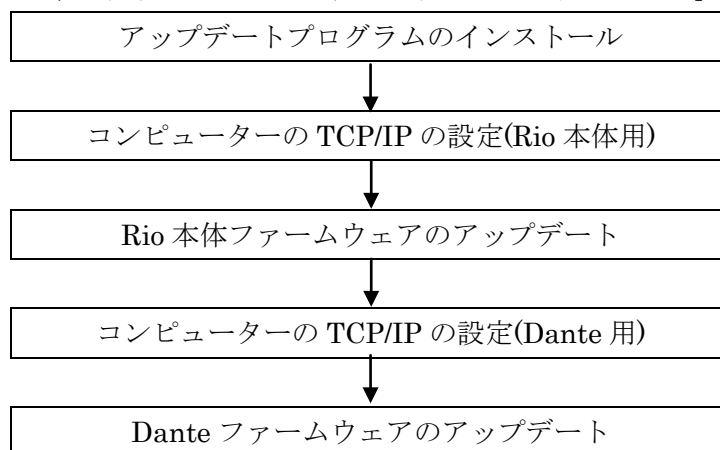 アップデートプログラムのインストール
コンピューターの TCP/IP の設定(Rio 本体用)
Rio 本体ファームウェアのアップデート
コンピューターの TCP/IP の設定(Dante 用)
Dante ファームウェアのアップデート